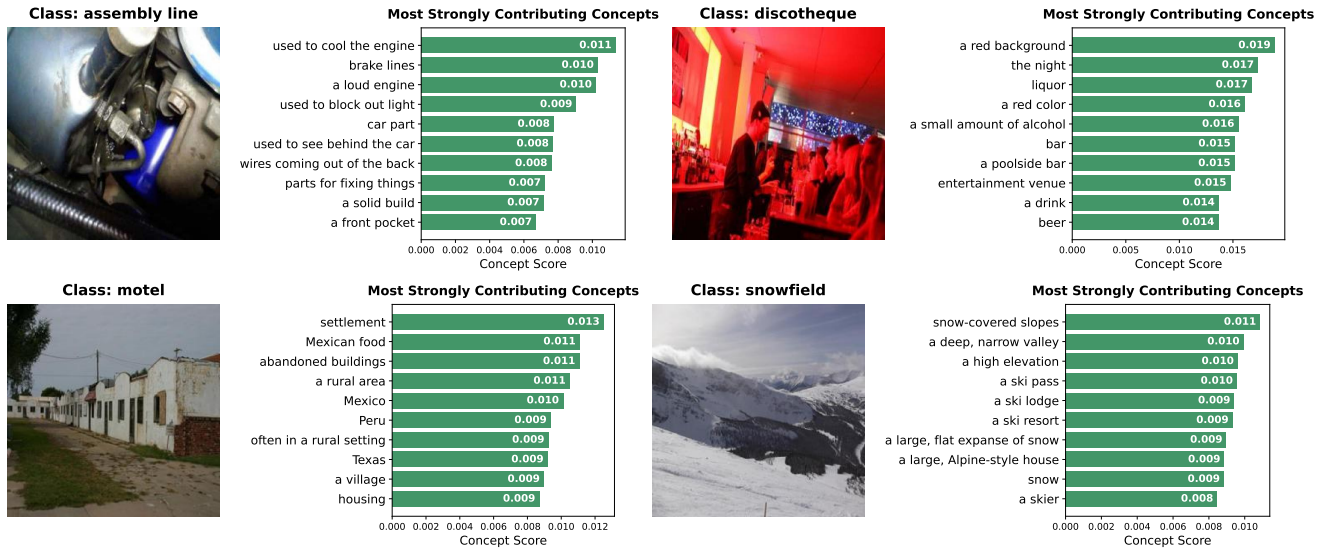 Class: assembly line
Most Strongly Contributing Concepts
used to cool the engine 0.011
brake lines 0.010
a loud engine 0.010
used to block out light 0.009
car part 0.008
used to see behind the car 0.008
wires coming out of the back 0.008
parts for fixing things 0.007
a solid build 0.007
a front pocket 0.007
0.000 0.002 0.004 0.006 0.008 0.010
Concept Score
Class: discotheque
Most Strongly Contributing Concepts
a red background 0.019
the night 0.017
liquor 0.017
a red color 0.016
a small amount of alcohol 0.016
bar 0.015
a poolside bar 0.015
entertainment venue 0.015
a drink 0.014
beer 0.014
0.000 0.005 0.010 0.015
Concept Score
Class: motel
Most Strongly Contributing Concepts
settlement 0.013
Mexican food 0.011
abandoned buildings 0.011
a rural area 0.011
Mexico 0.010
Peru 0.009
often in a rural setting 0.009
Texas 0.009
a village 0.009
housing 0.009
0.000 0.002 0.004 0.006 0.008 0.010 0.012
Concept Score
Class: snowfield
Most Strongly Contributing Concepts
snow-covered slopes 0.011
a deep, narrow valley 0.010
a high elevation 0.010
a ski pass 0.010
a ski lodge 0.009
a ski resort 0.009
a large, flat expanse of snow 0.009
a large, Alpine-style house 0.009
snow 0.009
a skier 0.008
0.000 0.002 0.004 0.006 0.008 0.010
Concept Score